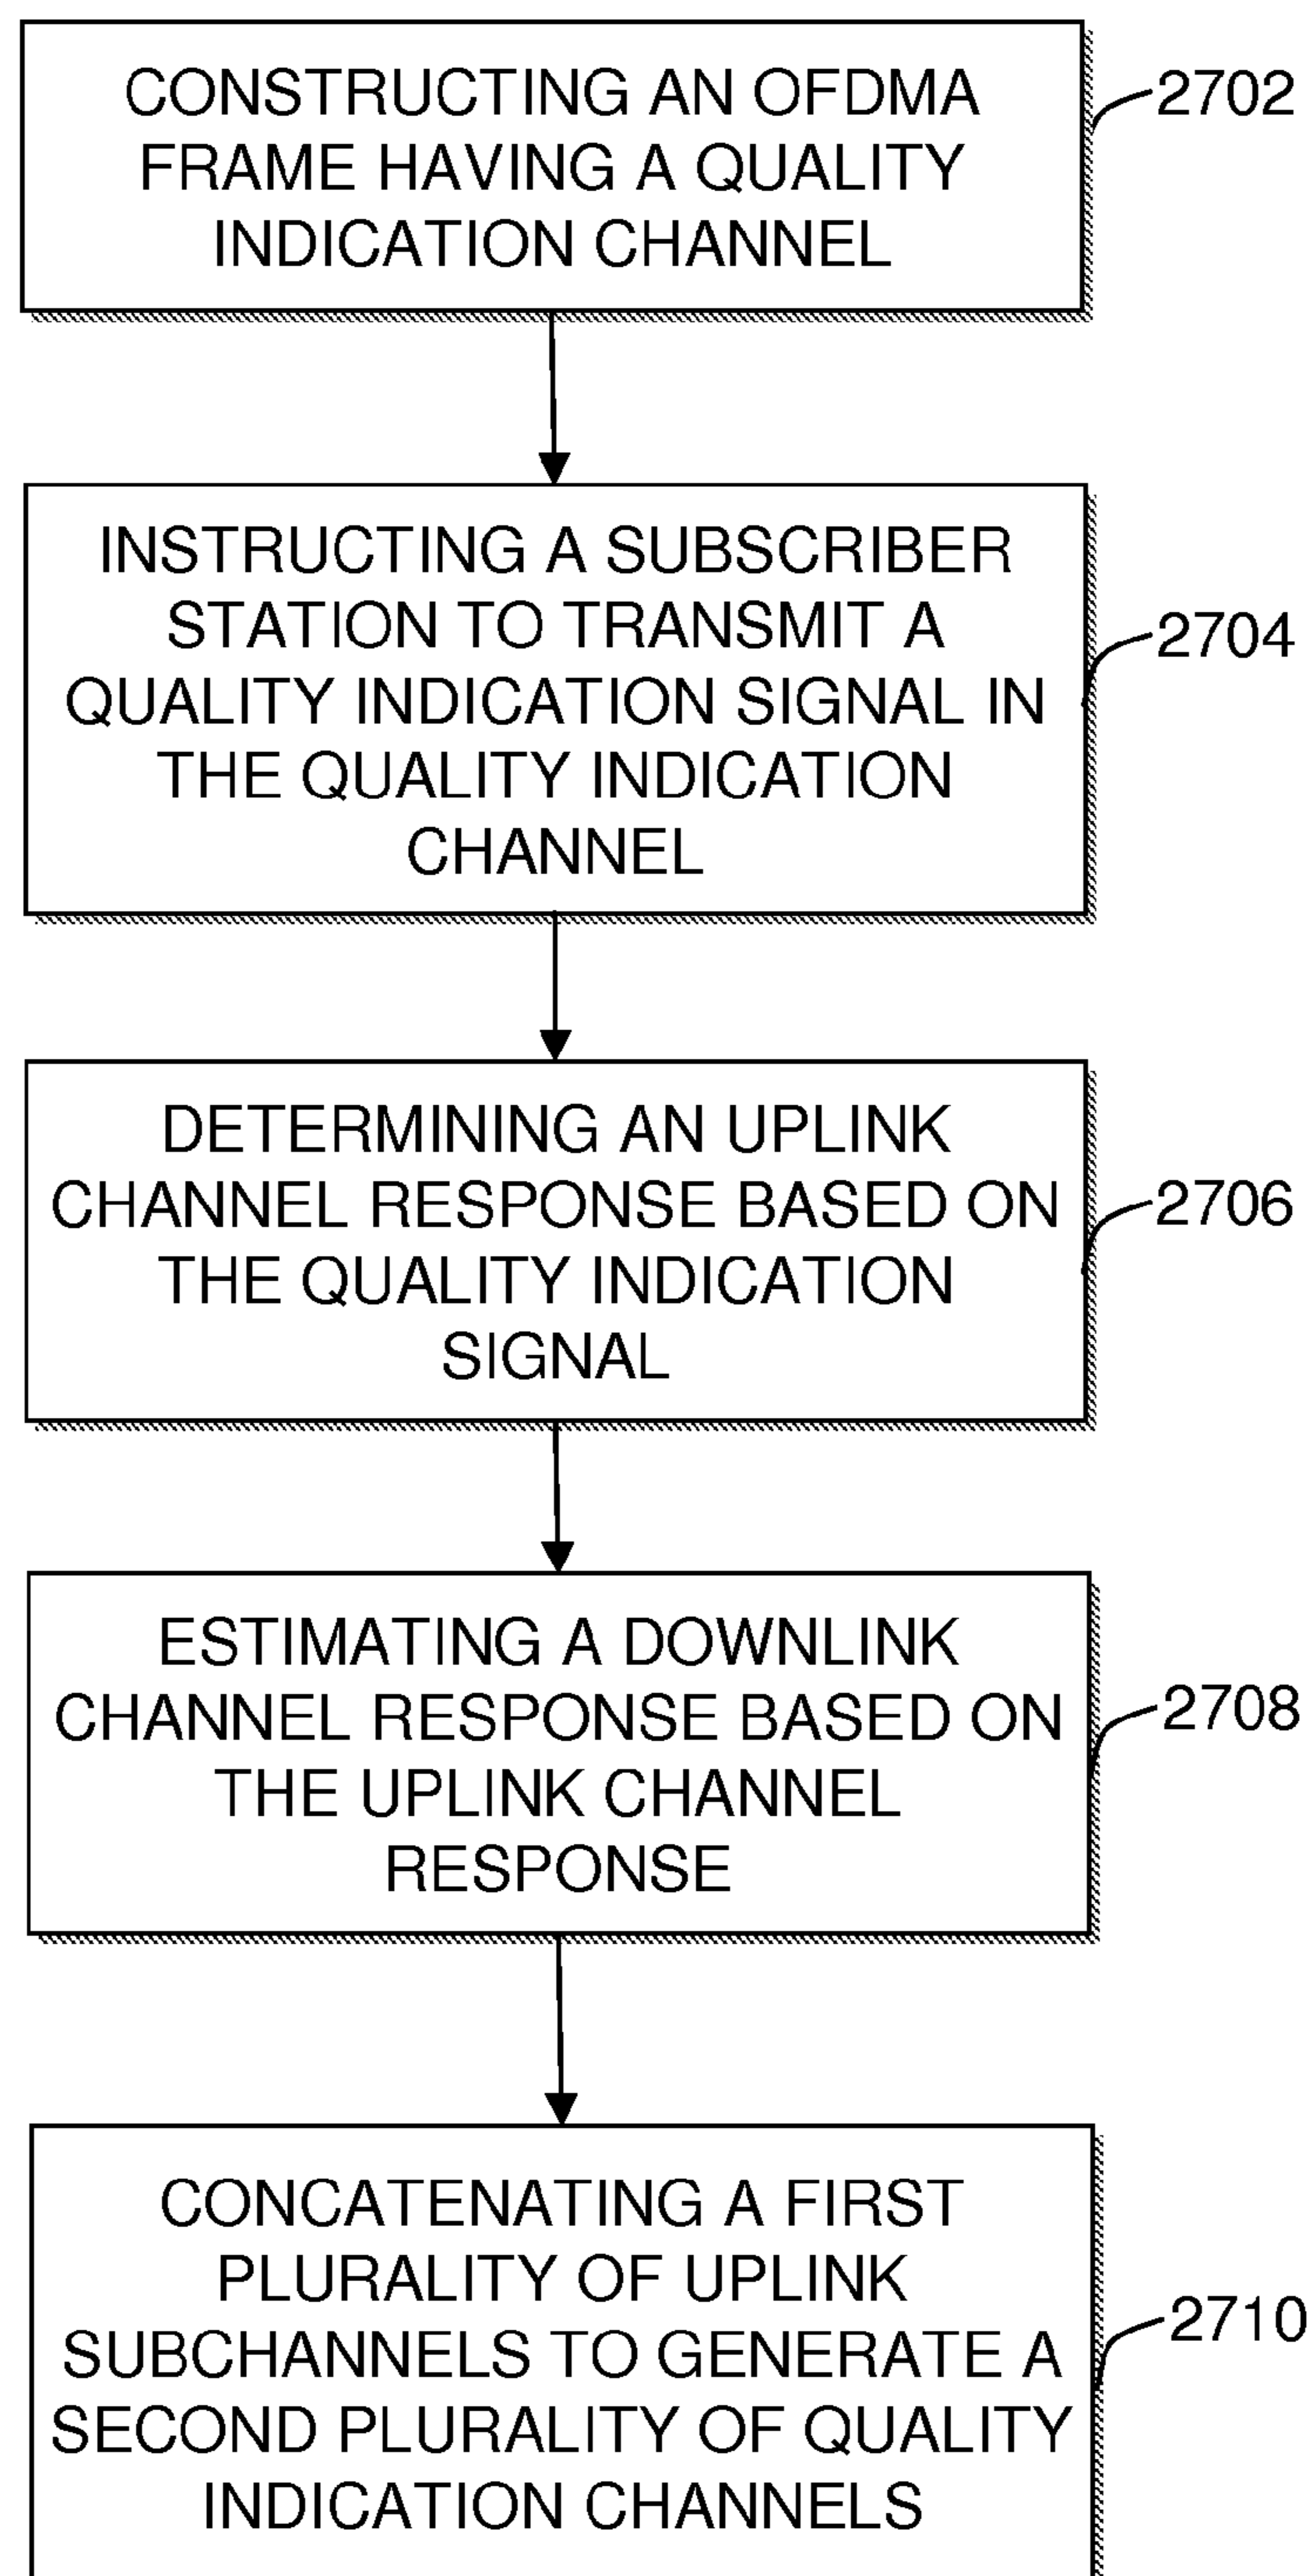 CONSTRUCTING AN OFDMA
FRAME HAVING A QUALITY
INDICATION CHANNEL
2702
INSTRUCTING A SUBSCRIBER
STATION TO TRANSMIT A
QUALITY INDICATION SIGNAL IN
THE QUALITY INDICATION
CHANNEL
2704
DETERMINING AN UPLINK
CHANNEL RESPONSE BASED ON
THE QUALITY INDICATION
SIGNAL
2706
ESTIMATING A DOWNLINK
CHANNEL RESPONSE BASED ON
THE UPLINK CHANNEL
RESPONSE
2708
CONCATENATING A FIRST
PLURALITY OF UPLINK
SUBCHANNELS TO GENERATE A
SECOND PLURALITY OF QUALITY
INDICATION CHANNELS
2710